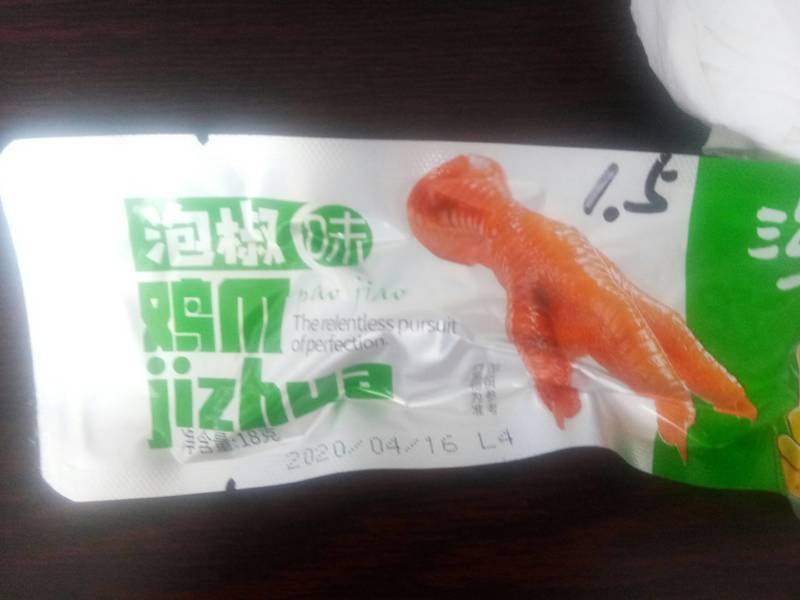 泡椒味
1.5
鸡爪
pao jiao
The relentless pursuit
of perfection.
jizhua
净含量:18克
2020 04 16 L4